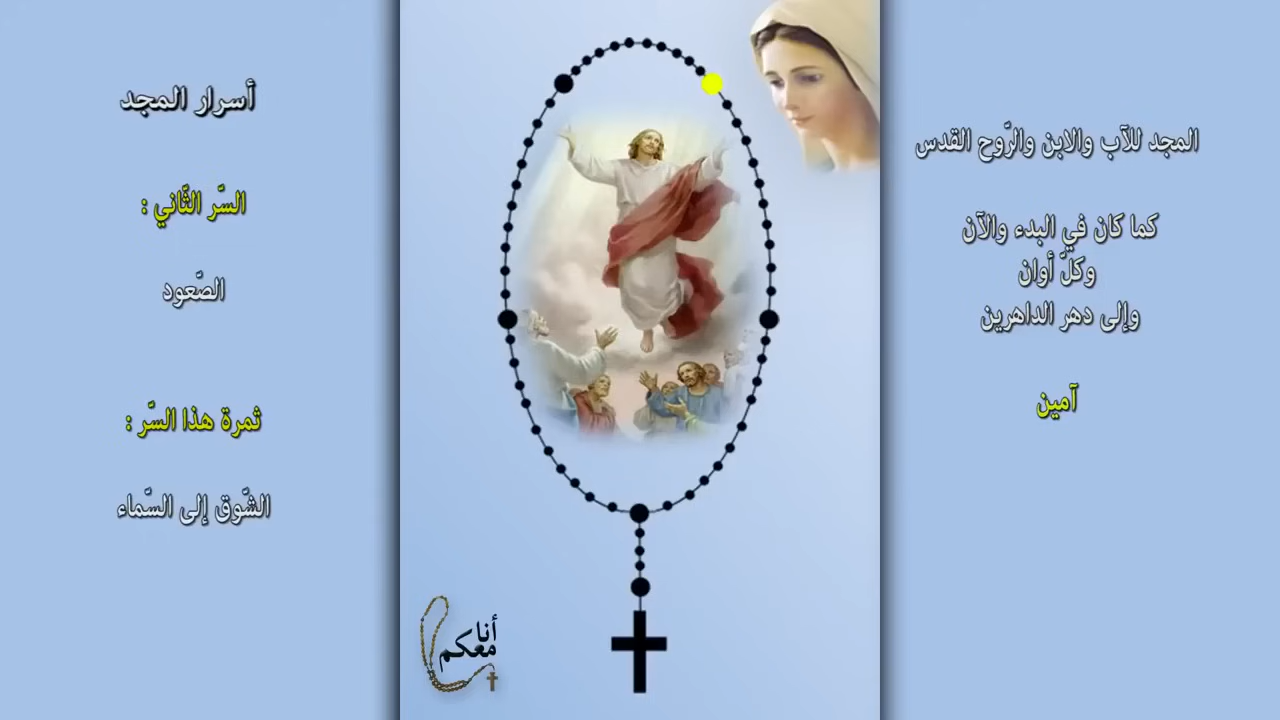 أسرار المجد
السّر الثّاني :
الصّعود
ثمرة هذا السّر :
الشّوق إلى السّماء
المجد للآب والابن والرّوح القدس
كما كان في البدء والآن
وكلّ أوان
وإلى دهر الداهرين
آمين
أنا
معكم